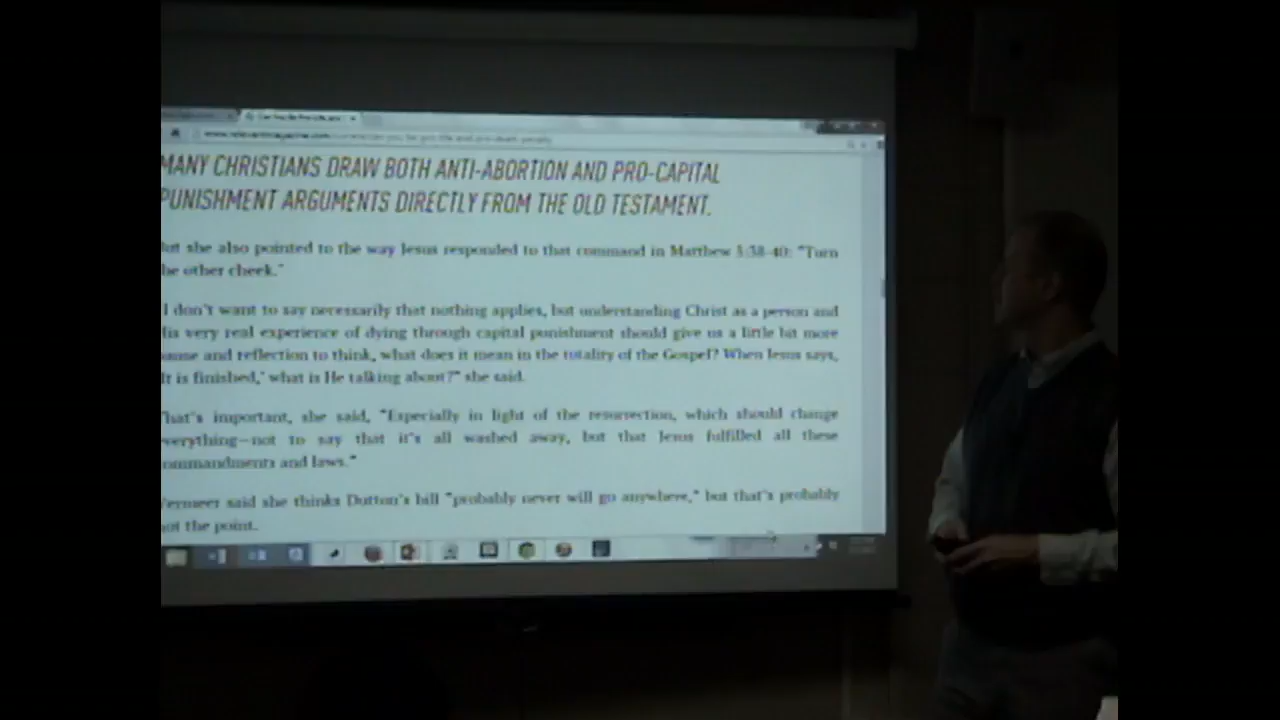 MANY CHRISTIANS DRAW BOTH ANTI-ABORTION AND PRO-CAPITAL
PUNISHMENT ARGUMENTS DIRECTLY FROM THE OLD TESTAMENT.
ut she also pointed to the way Jesus responded to that command in Matthew 5:38-40: "Turn
he other cheek."
I don't want to say necessarily that nothing applies, but understanding Christ as a person and
is very real experience of dying through capital punishment should give us a little bit more
ause and reflection to think, what does it mean in the totality of the Gospel? When Jesus says,
It is finished,' what is He talking about?" she said.
hat's important, she said, "Especially in light of the resurrection, which should change
verything—not to say that it's all washed away, but that Jesus fulfilled all these
ommandments and laws."
Vermeer said she thinks Dutton's bill "probably never will go anywhere," but that's probably
ot the point.